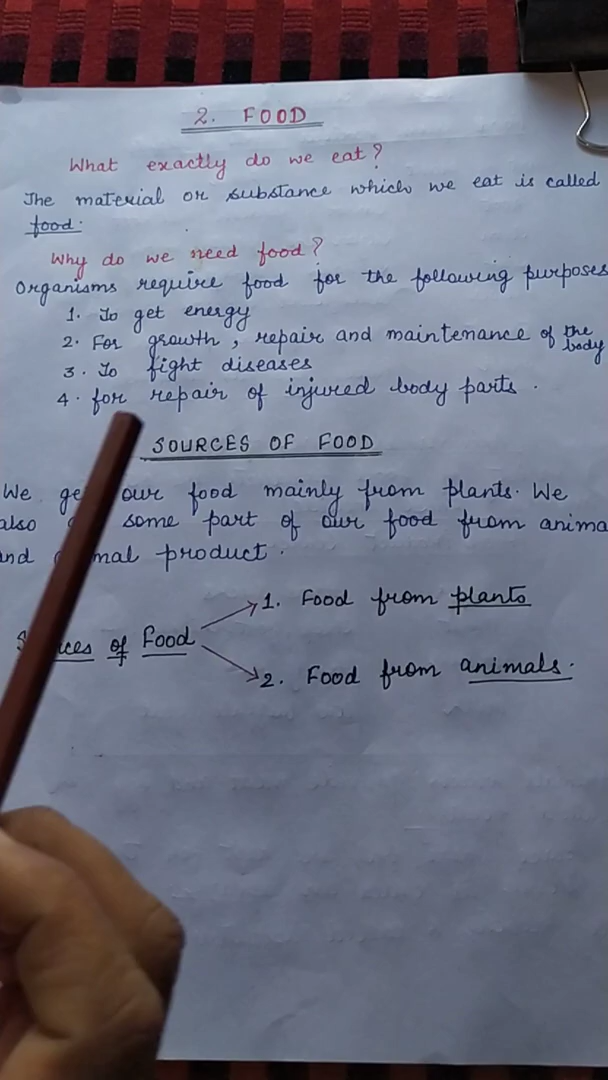 2. FOOD
What exactly do we eat?
The material or substance which we eat is called
food.
Why do we need food?
Organisms require food for the following purposes
1. To get energy
2. For growth, repair and maintenance of the body
3. To fight diseases
4. for repair of injured body parts.
SOURCES OF FOOD
We ge our food mainly from plants. We
also some part of our food from anima
nd mal product.
1. Food from plants
ces of Food
2. Food from animals.